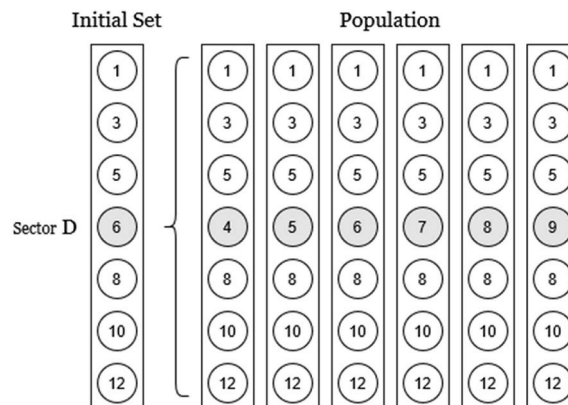 Initial Set Population
1 1 1 1 1 1 1
3 3 3 3 3 3 3
5 5 5 5 5 5 5
Sector D 6 4 5 6 7 8 9
8 8 8 8 8 8 8
10 10 10 10 10 10 10
12 12 12 12 12 12 12